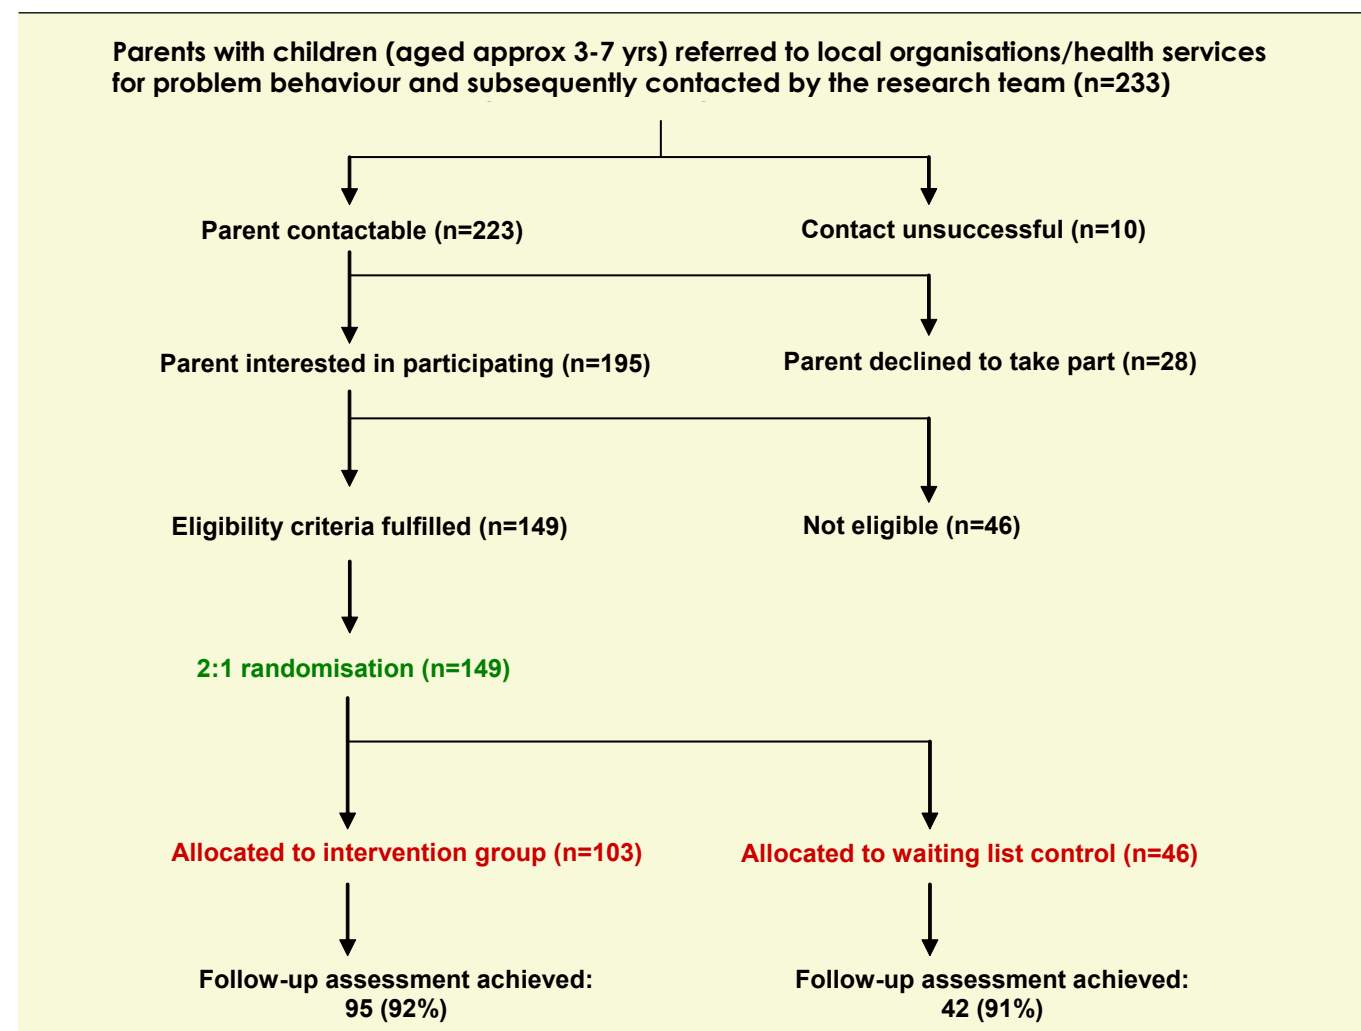 Parents with children (aged approx 3-7 yrs) referred to local organisations/health services
for problem behaviour and subsequently contacted by the research team (n=233)
Parent contactable (n=223)
Contact unsuccessful (n=10)
Parent interested in participating (n=195)
Parent declined to take part (n=28)
Eligibility criteria fulfilled (n=149)
Not eligible (n=46)
2:1 randomisation (n=149)
Allocated to intervention group (n=103)
Allocated to waiting list control (n=46)
Follow-up assessment achieved:
95 (92%)
Follow-up assessment achieved:
42 (91%)